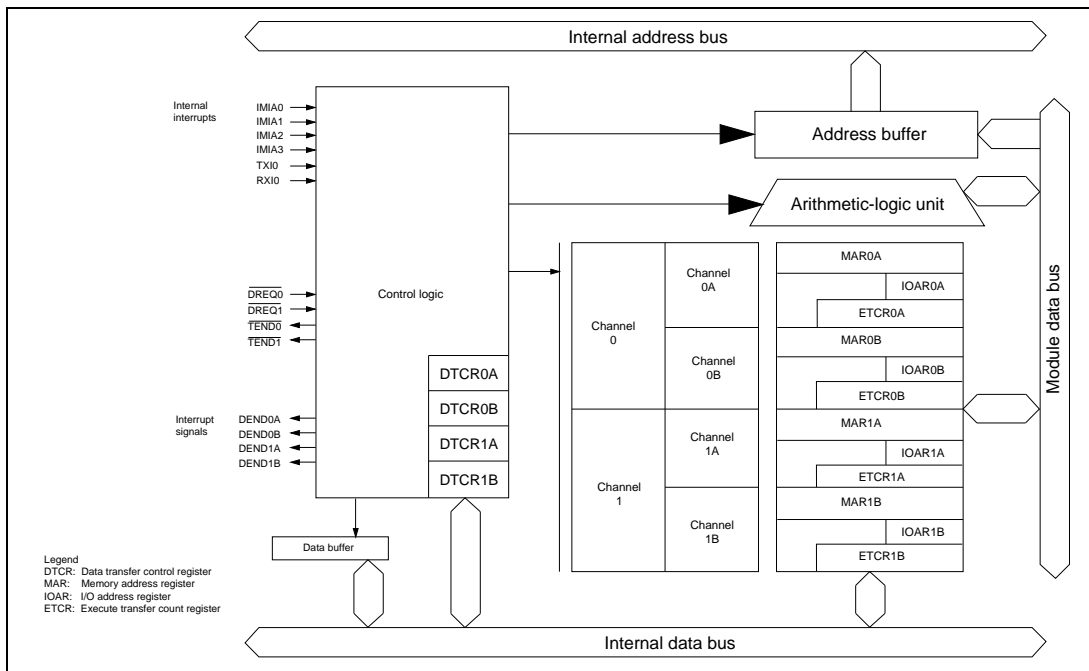 Internal address bus
Internal
interrupts
IMIA0
IMIA1
IMIA2
IMIA3
TXI0
RXI0
DREQ0
DREQ1
TEND0
TEND1
Interrupt
signals
DEND0A
DEND0B
DEND1A
DEND1B
Control logic
DTCR0A
DTCR0B
DTCR1A
DTCR1B
Data buffer
Address buffer
Arithmetic-logic unit
Channel
0
Channel
1
Channel
0A
Channel
0B
Channel
1A
Channel
1B
MAR0A
IOAR0A
ETCR0A
MAR0B
IOAR0B
ETCR0B
MAR1A
IOAR1A
ETCR1A
MAR1B
IOAR1B
ETCR1B
Module data bus
Internal data bus
Legend
DTCR: Data transfer control register
MAR: Memory address register
IOAR: I/O address register
ETCR: Execute transfer count register